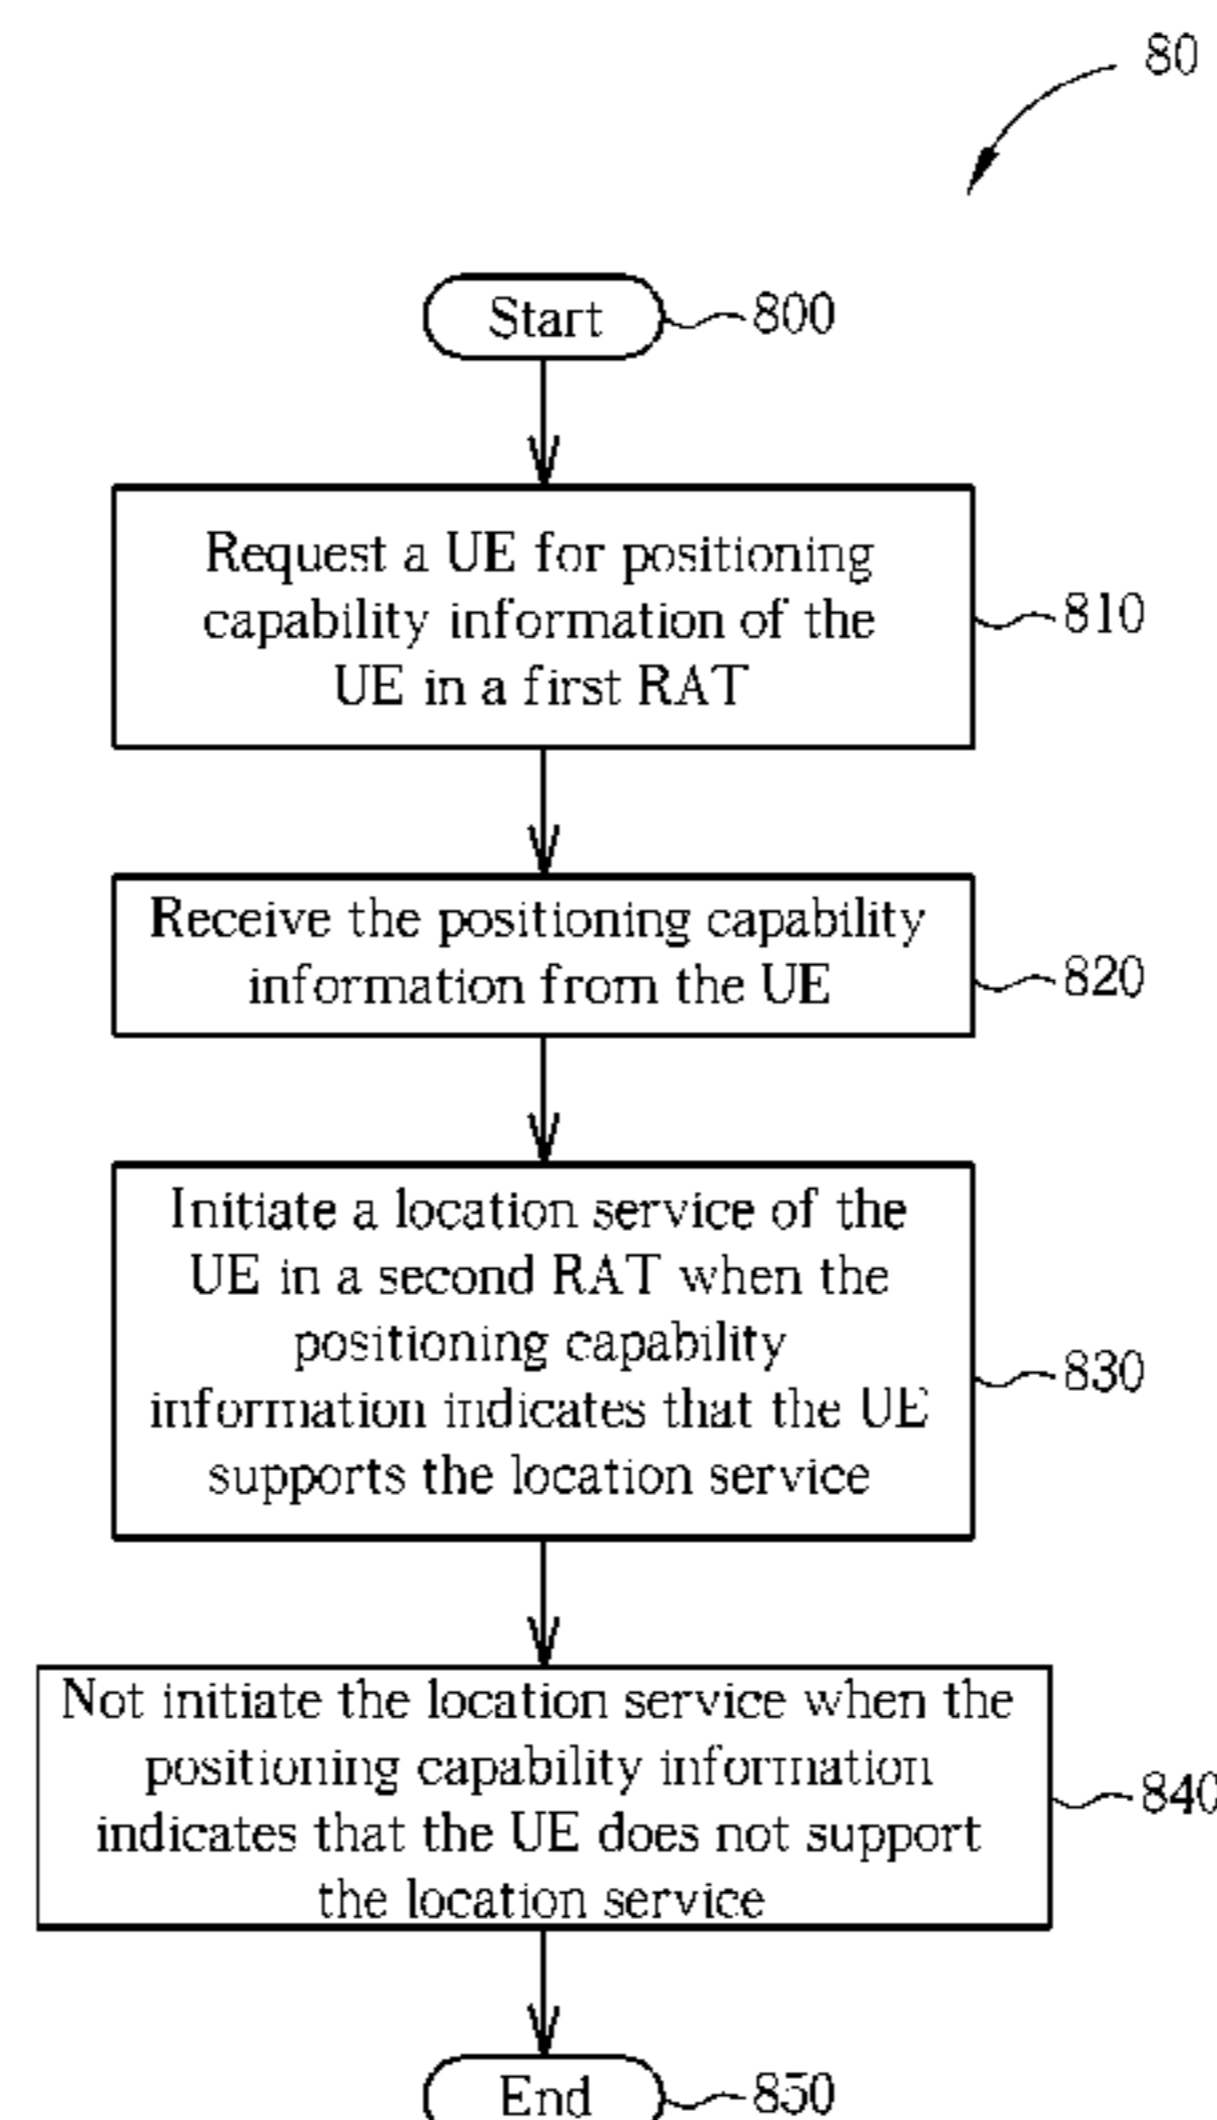 80
Start
800
Request a UE for positioning
capability information of the
UE in a first RAT
810
Receive the positioning capability
information from the UE
820
Initiate a location service of the
UE in a second RAT when the
positioning capability
information indicates that the UE
supports the location service
830
Not initiate the location service when the
positioning capability information
indicates that the UE does not support
the location service
840
End
850